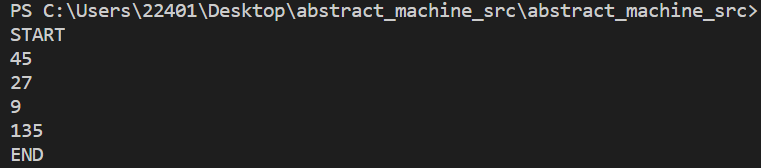 PS C:\Users\22401\Desktop\abstract_machine_src\abstract_machine_src>
START
45
27
9
135
END